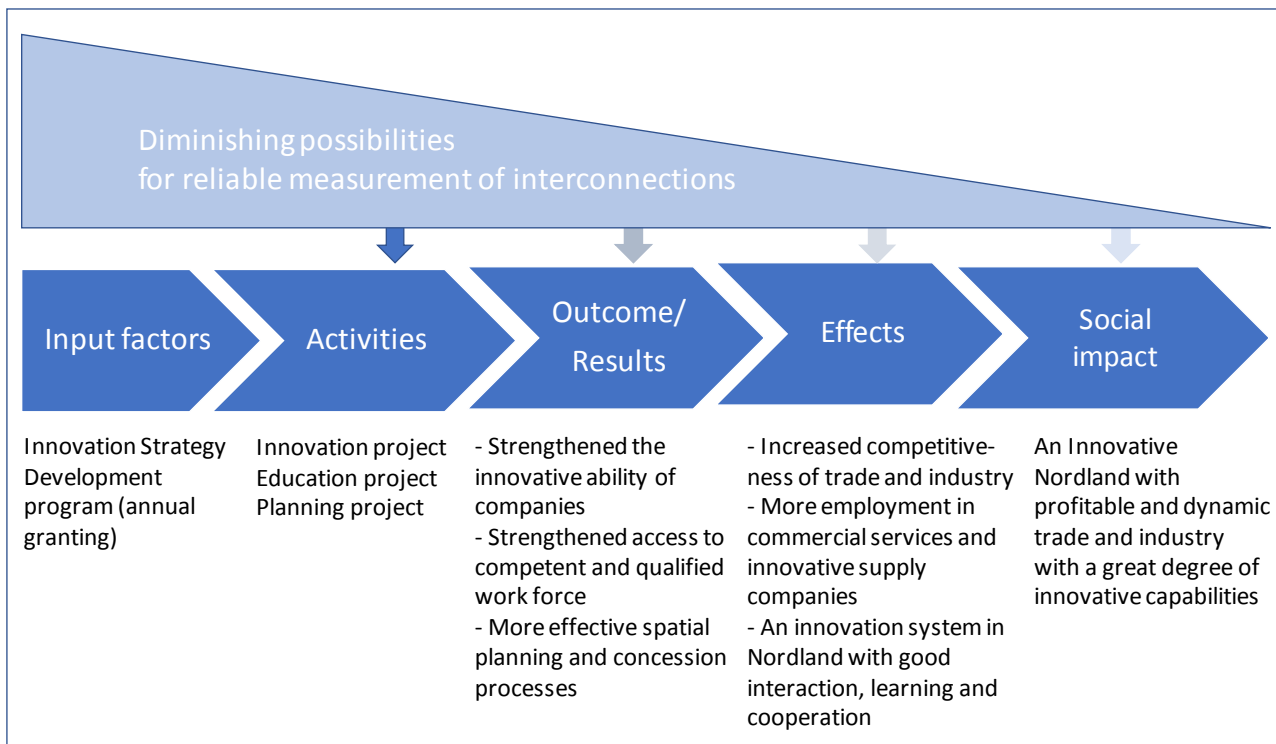 Diminishing possibilities
for reliable measurement of interconnections
Input factors
Activities
Outcome/
Results
Effects
Social
impact
Innovation Strategy
Development
program (annual
granting)
Innovation project
Education project
Planning project
- Strengthened the
innovative ability of
companies
- Strengthened access to
competent and qualified
work force
- More effective spatial
planning and concession
processes
- Increased competitive-
ness of trade and industry
- More employment in
commercial services and
innovative supply
companies
- An innovation system in
Nordland with good
interaction, learning and
cooperation
An Innovative
Nordland with
profitable and dynamic
trade and industry
with a great degree of
innovative capabilities